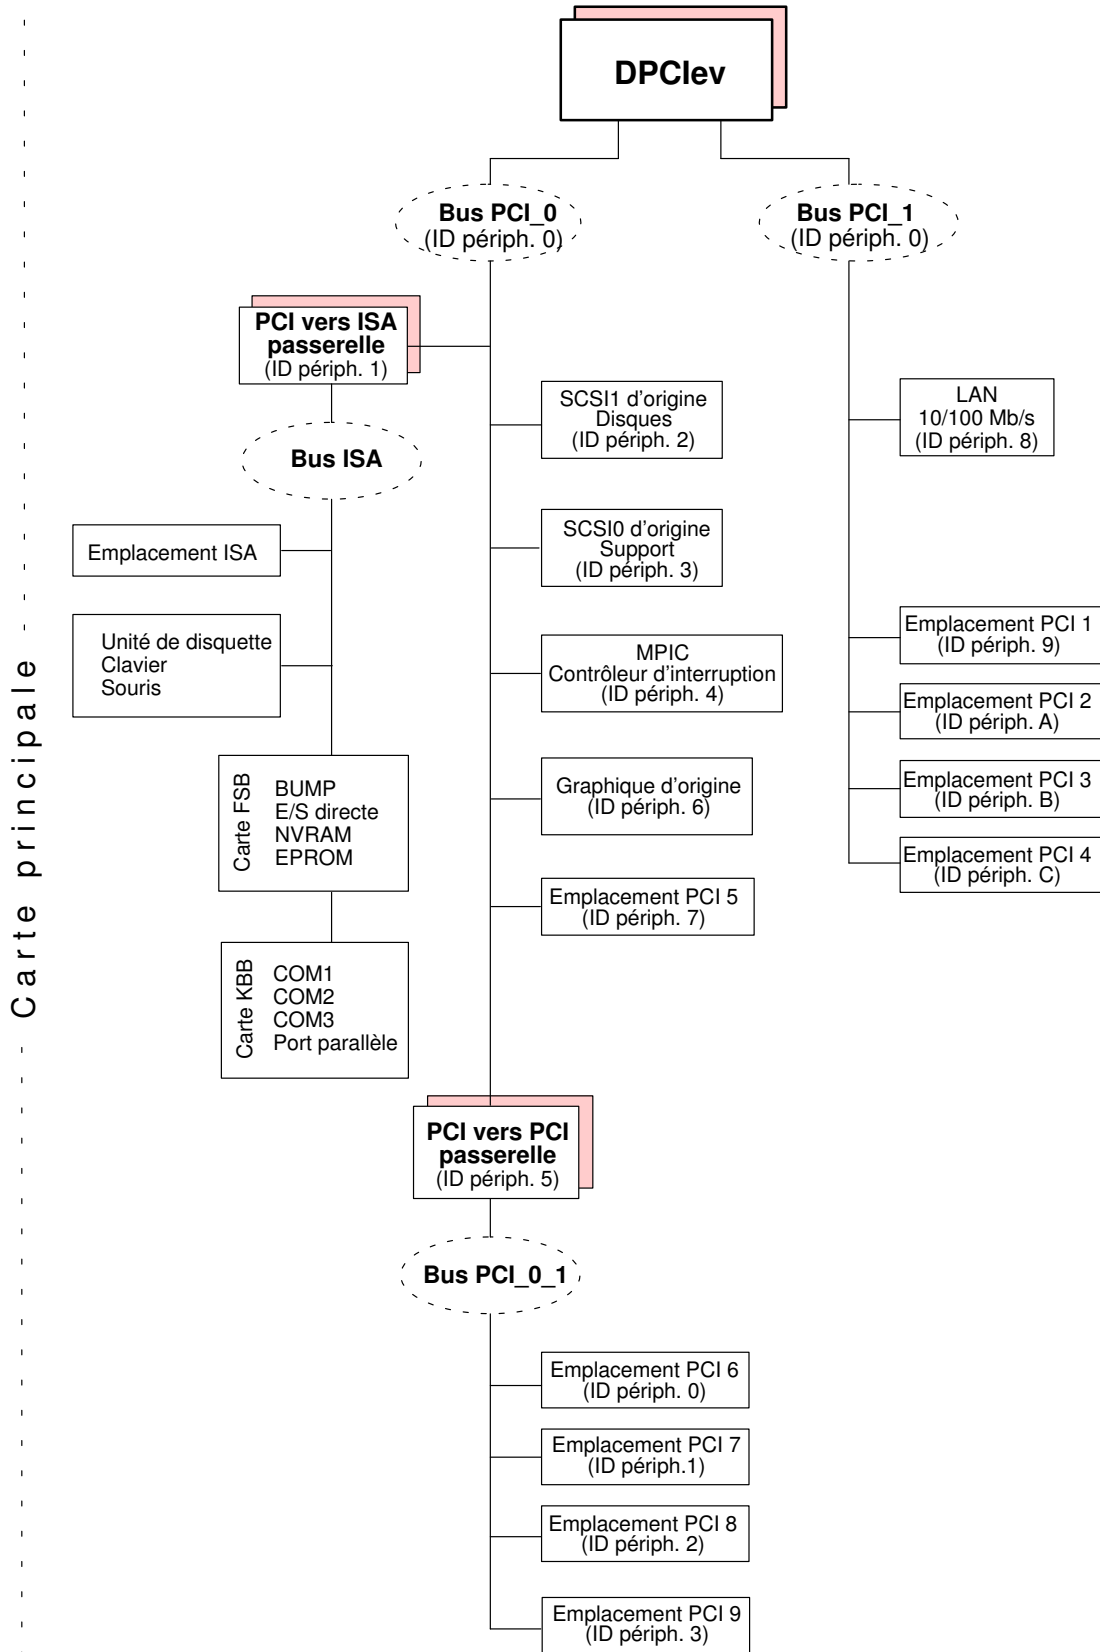 DPCIev
Bus PCI_0
(ID périph. 0)
Bus PCI_1
(ID périph. 0)
PCI vers ISA
passerelle
(ID périph. 1)
SCSI1 d'origine
Disques
(ID périph. 2)
LAN
10/100 Mb/s
(ID périph. 8)
Bus ISA
SCSI0 d'origine
Support
(ID périph. 3)
Emplacement ISA
Unité de disquette
Clavier
Souris
MPIC
Contrôleur d'interruption
(ID périph. 4)
Emplacement PCI 1
(ID périph. 9)
Emplacement PCI 2
(ID périph. A)
Carte principale
Carte FSB
BUMP
E/S directe
NVRAM
EPROM
Graphique d'origine
(ID périph. 6)
Emplacement PCI 3
(ID périph. B)
Emplacement PCI 4
(ID périph. C)
Emplacement PCI 5
(ID périph. 7)
Carte KBB
COM1
COM2
COM3
Port parallèle
PCI vers PCI
passerelle
(ID périph. 5)
Bus PCI_0_1
Emplacement PCI 6
(ID périph. 0)
Emplacement PCI 7
(ID périph.1)
Emplacement PCI 8
(ID périph. 2)
Emplacement PCI 9
(ID périph. 3)